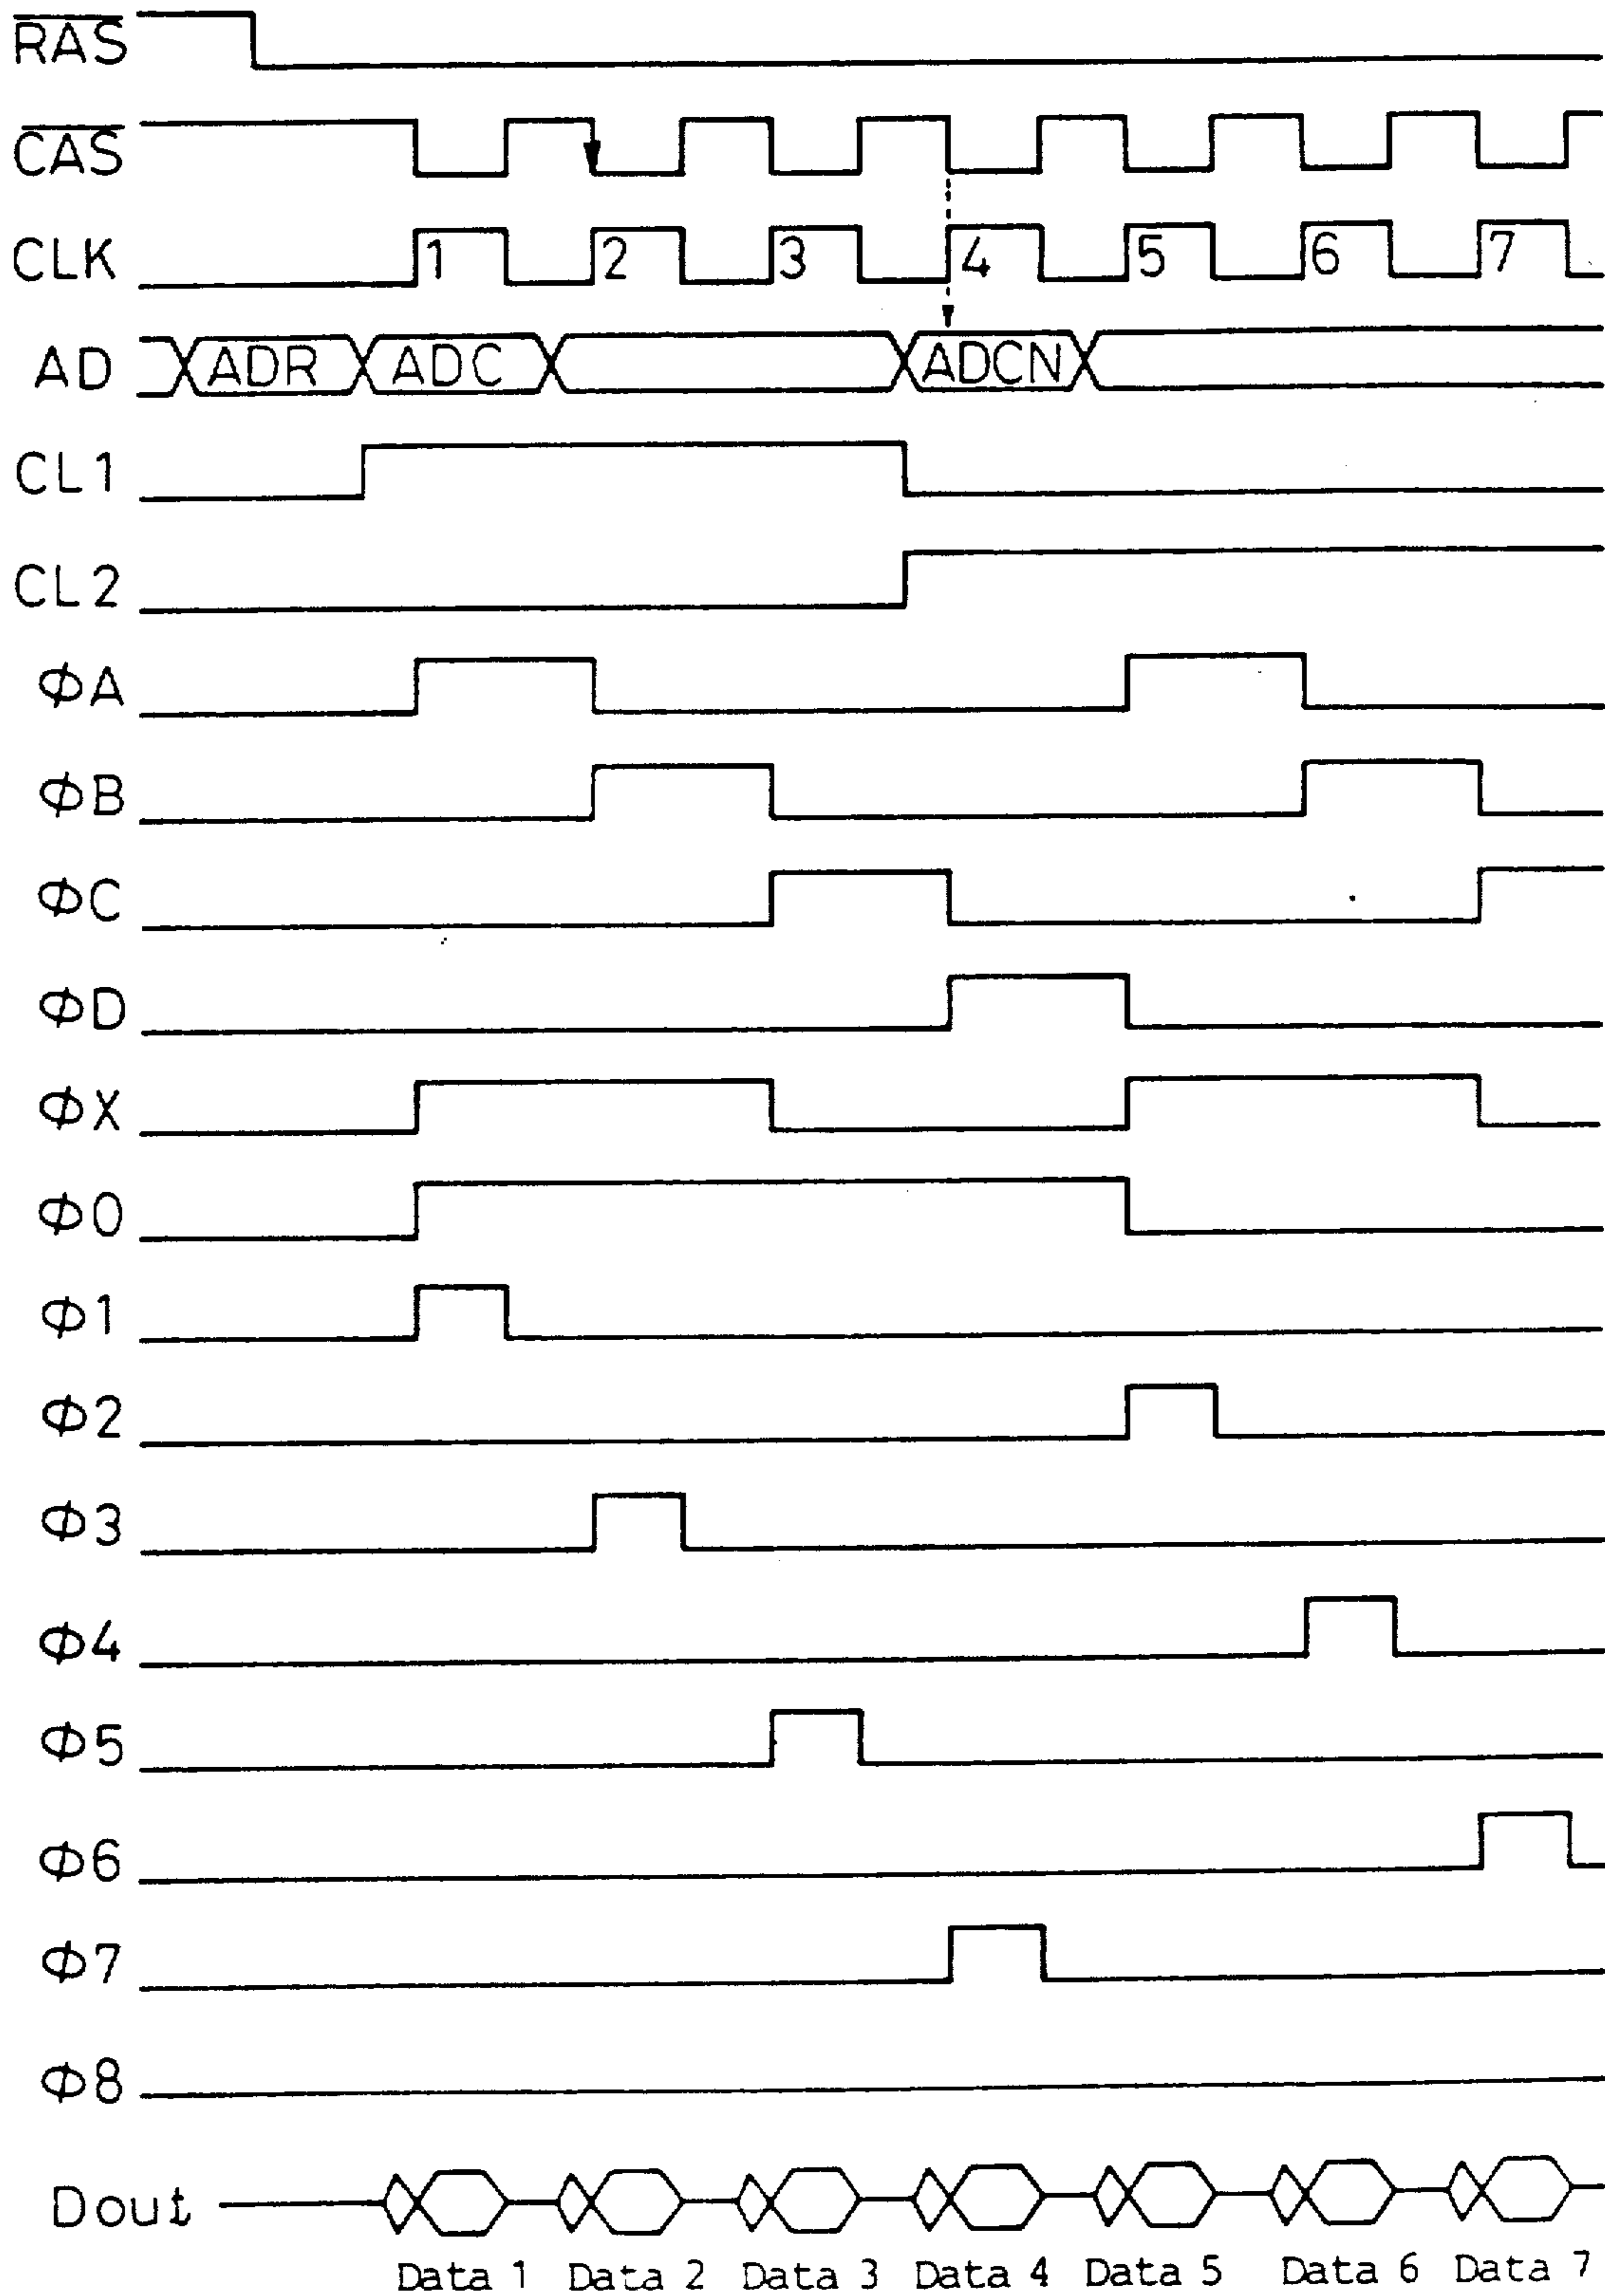 RAS
CAS
CLK 1 2 3 4 5 6 7
AD ADR ADC ADCN
CL1
CL2
ΦA
ΦB
ΦC
ΦD
ΦX
Φ0
Φ1
Φ2
Φ3
Φ4
Φ5
Φ6
Φ7
Φ8
Dout
Data 1 Data 2 Data 3 Data 4 Data 5 Data 6 Data 7